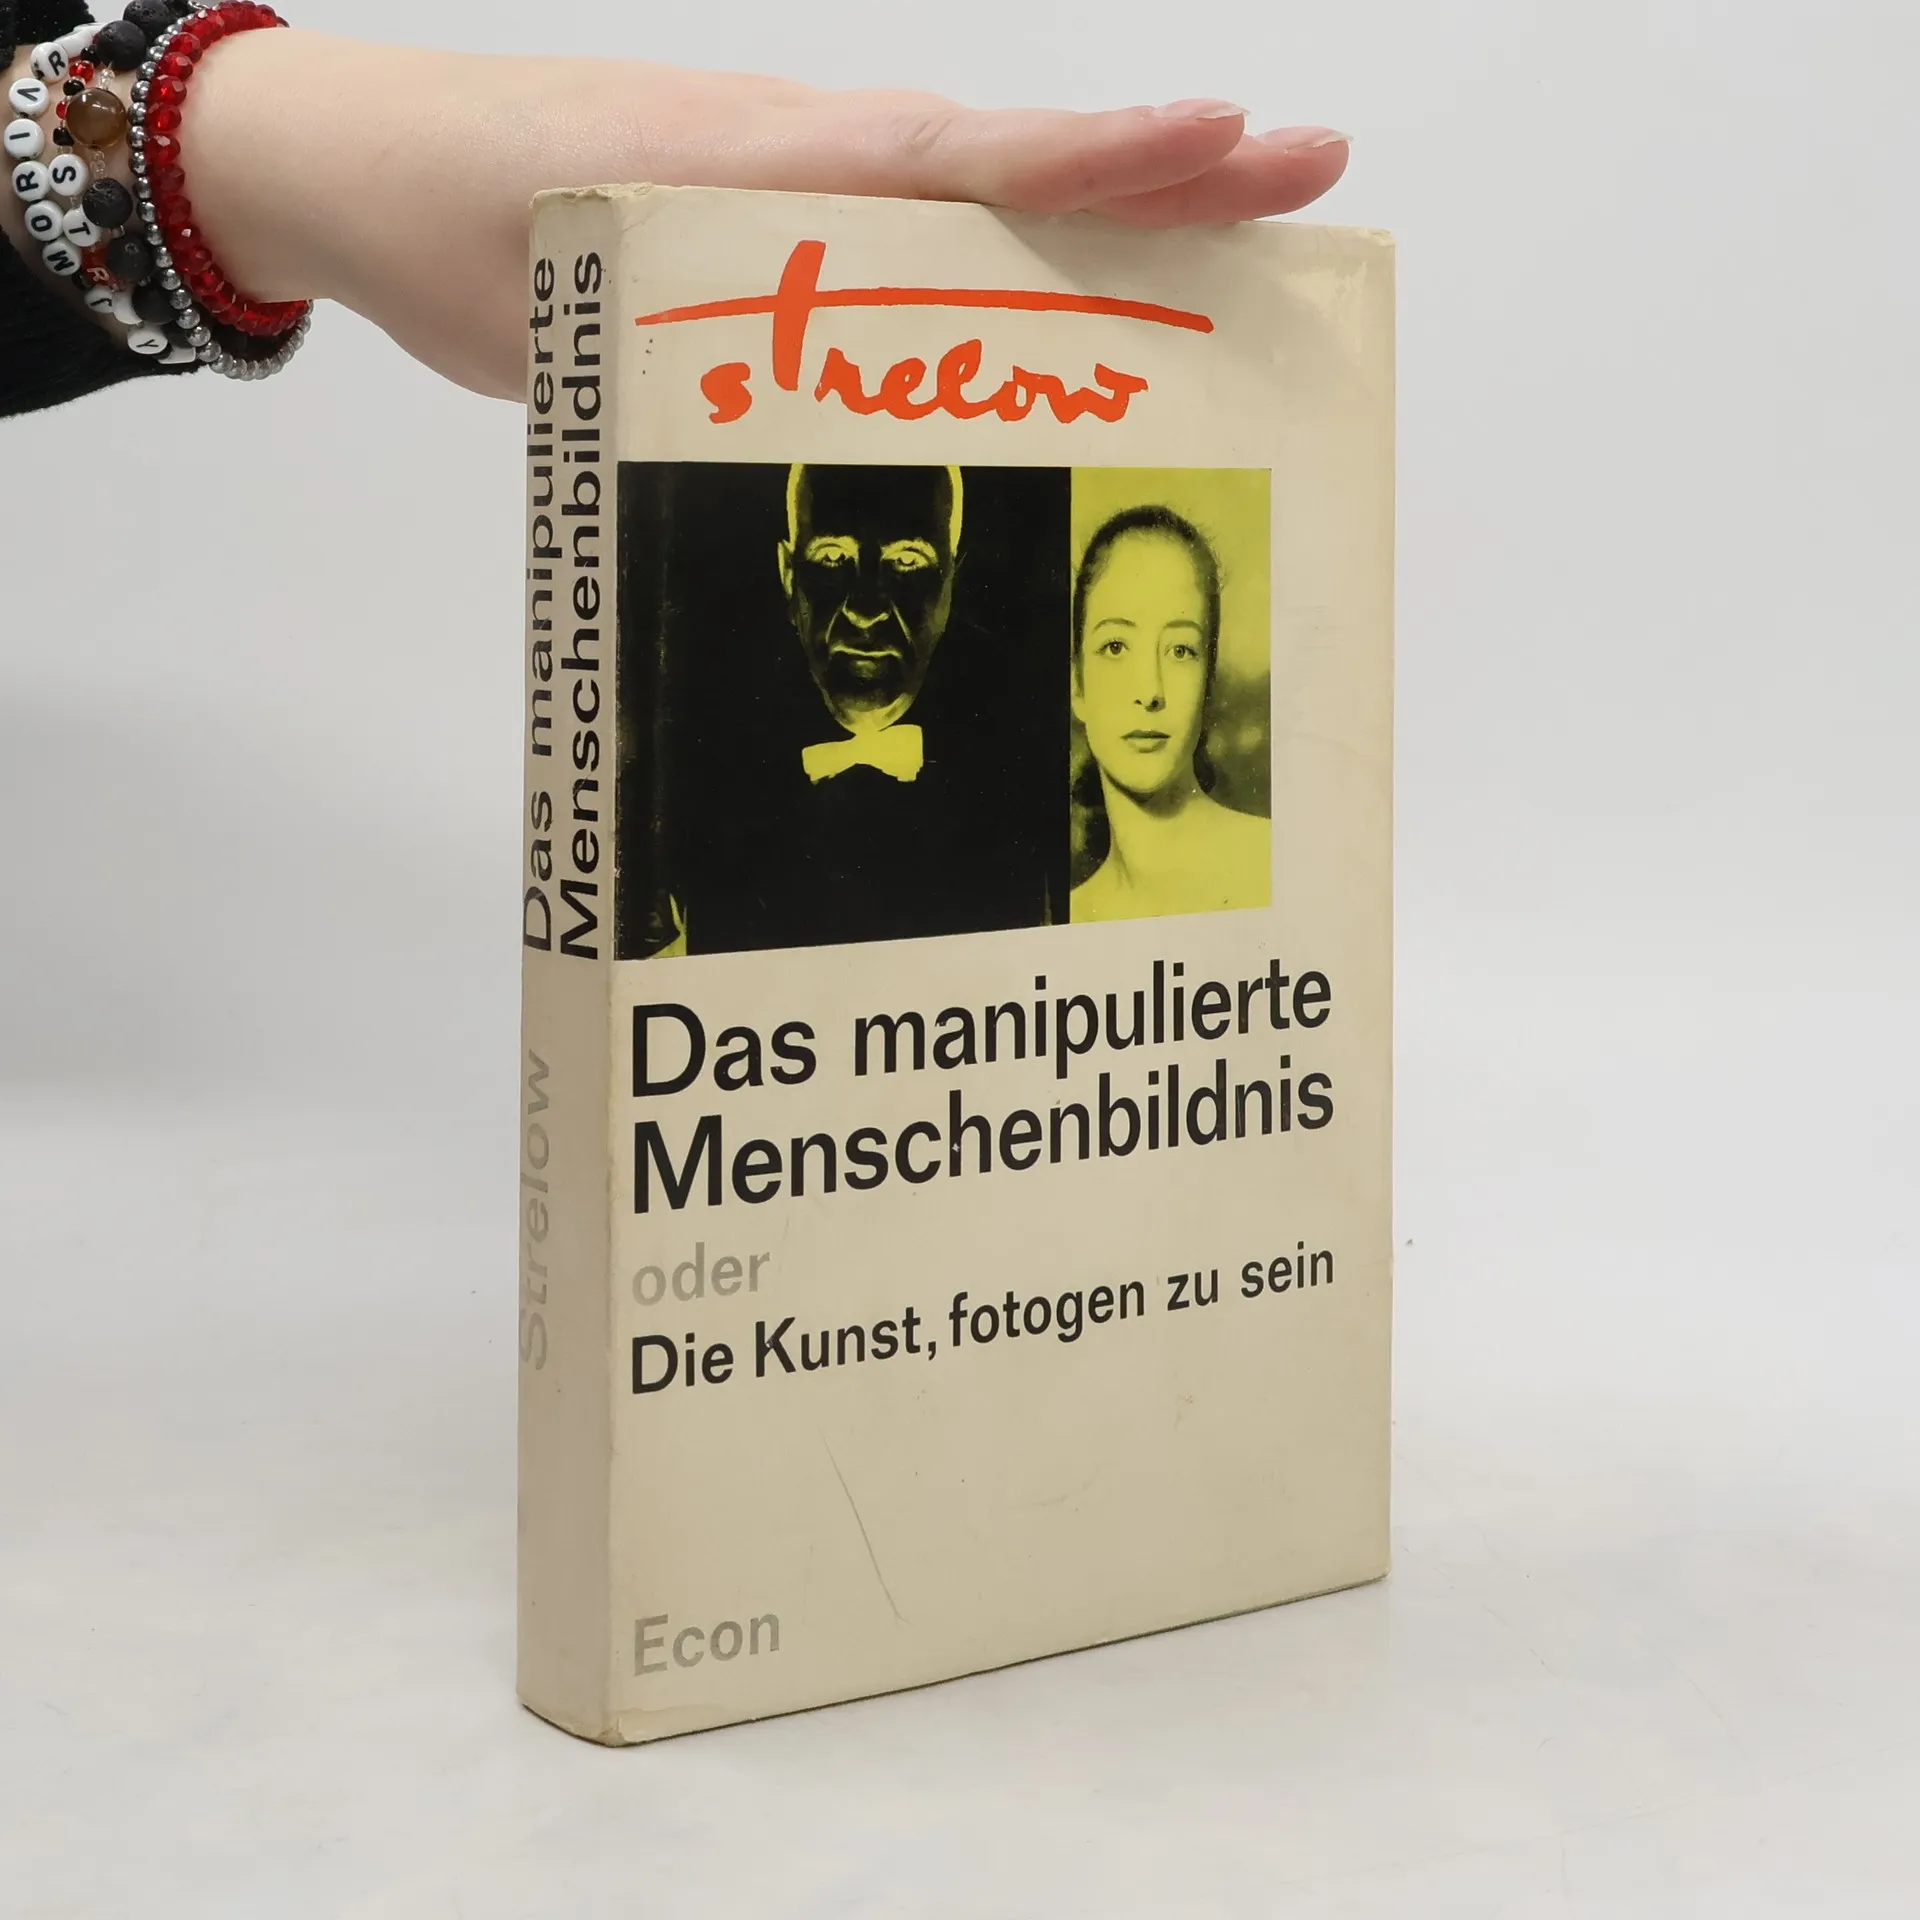 strelow
Das manipulierte
Menschenbildnis
oder
Die Kunst, fotogen zu sein
Econ
Das manipulierte
Menschenbildnis
Strelow